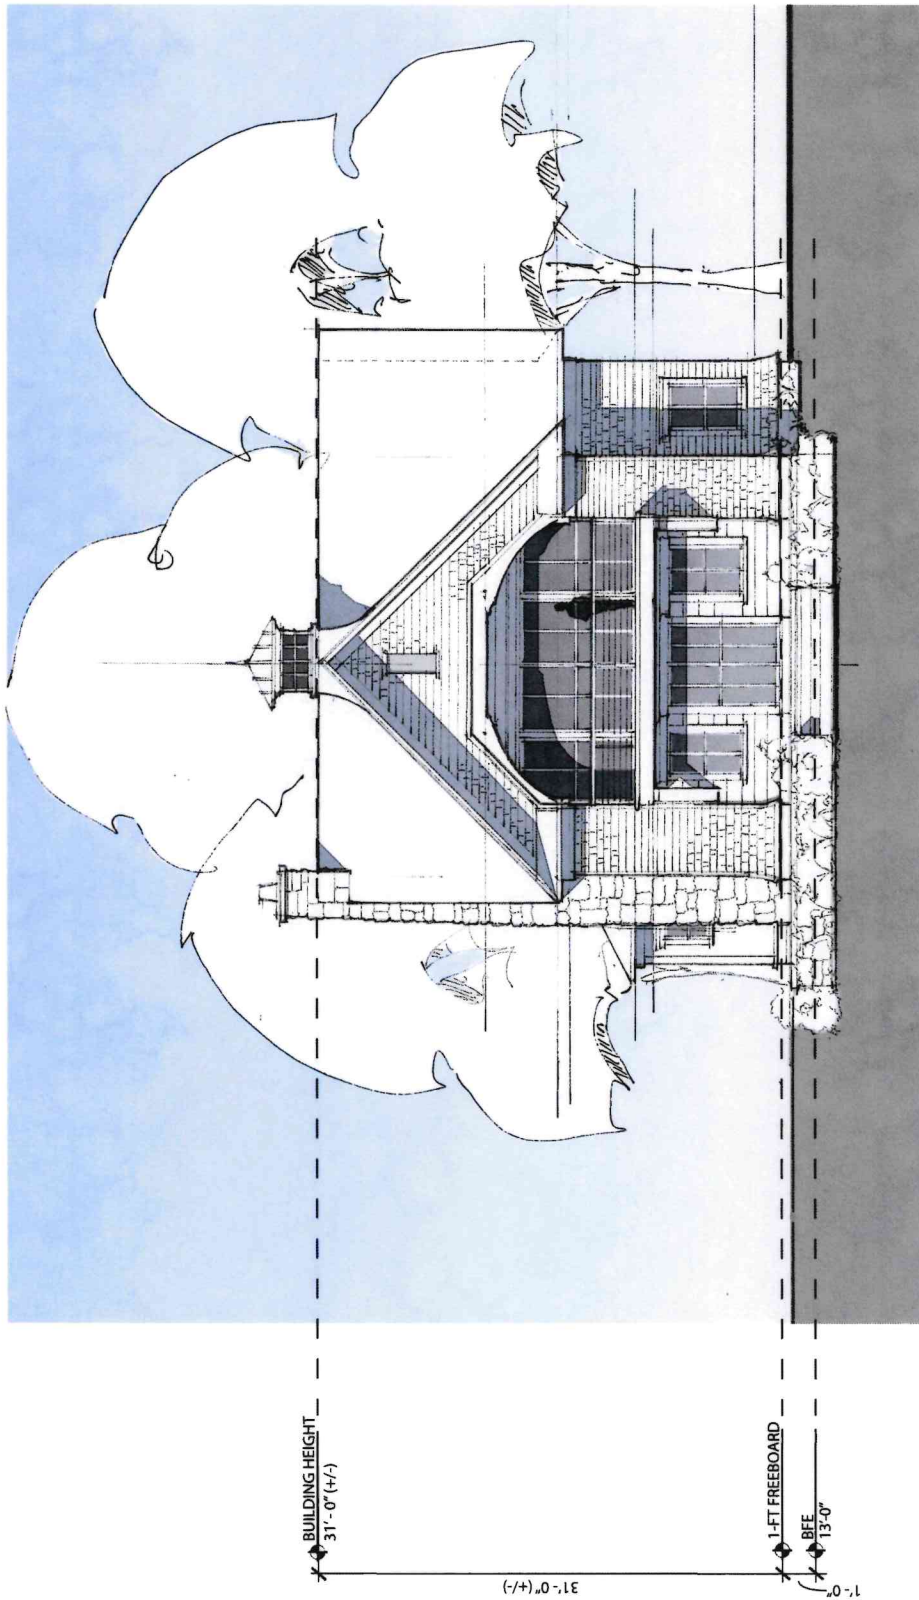 BUILDING HEIGHT
31'-0" (+/-)
31'-0" (+/-)
1-FT FREEBOARD
BFE
13'-0"
1'-0"